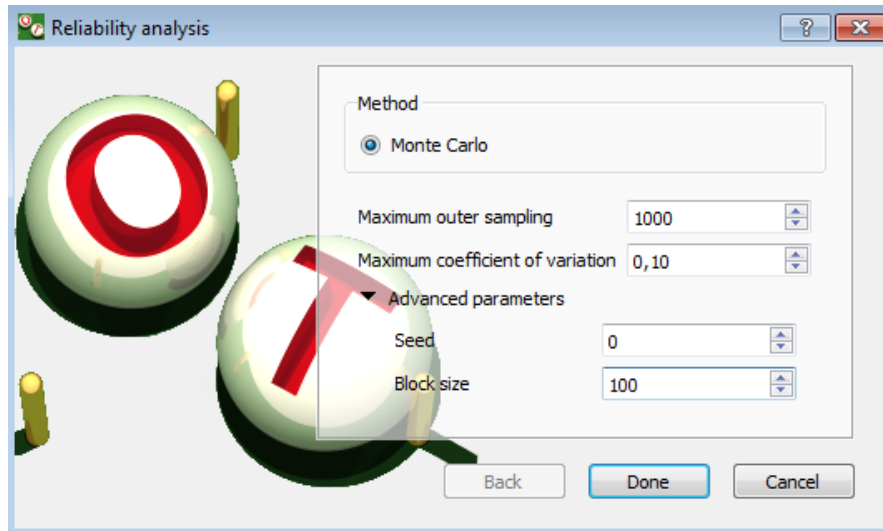 Reliability analysis
Method
Monte Carlo
Maximum outer sampling 1000
Maximum coefficient of variation 0,10
Advanced parameters
Seed 0
Block size 100
Back Done Cancel